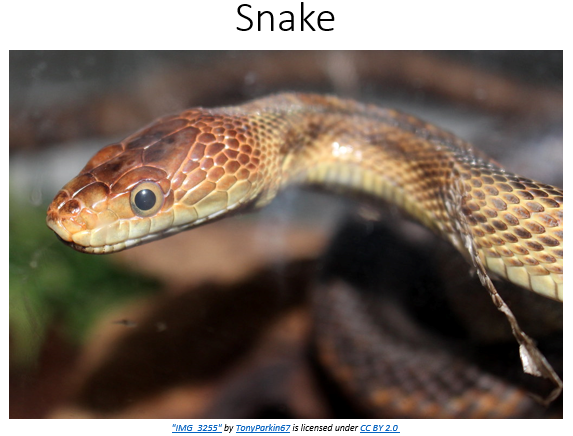 Snake
"IMG_3255" by TonyParkin67 is licensed under CC BY 2.0